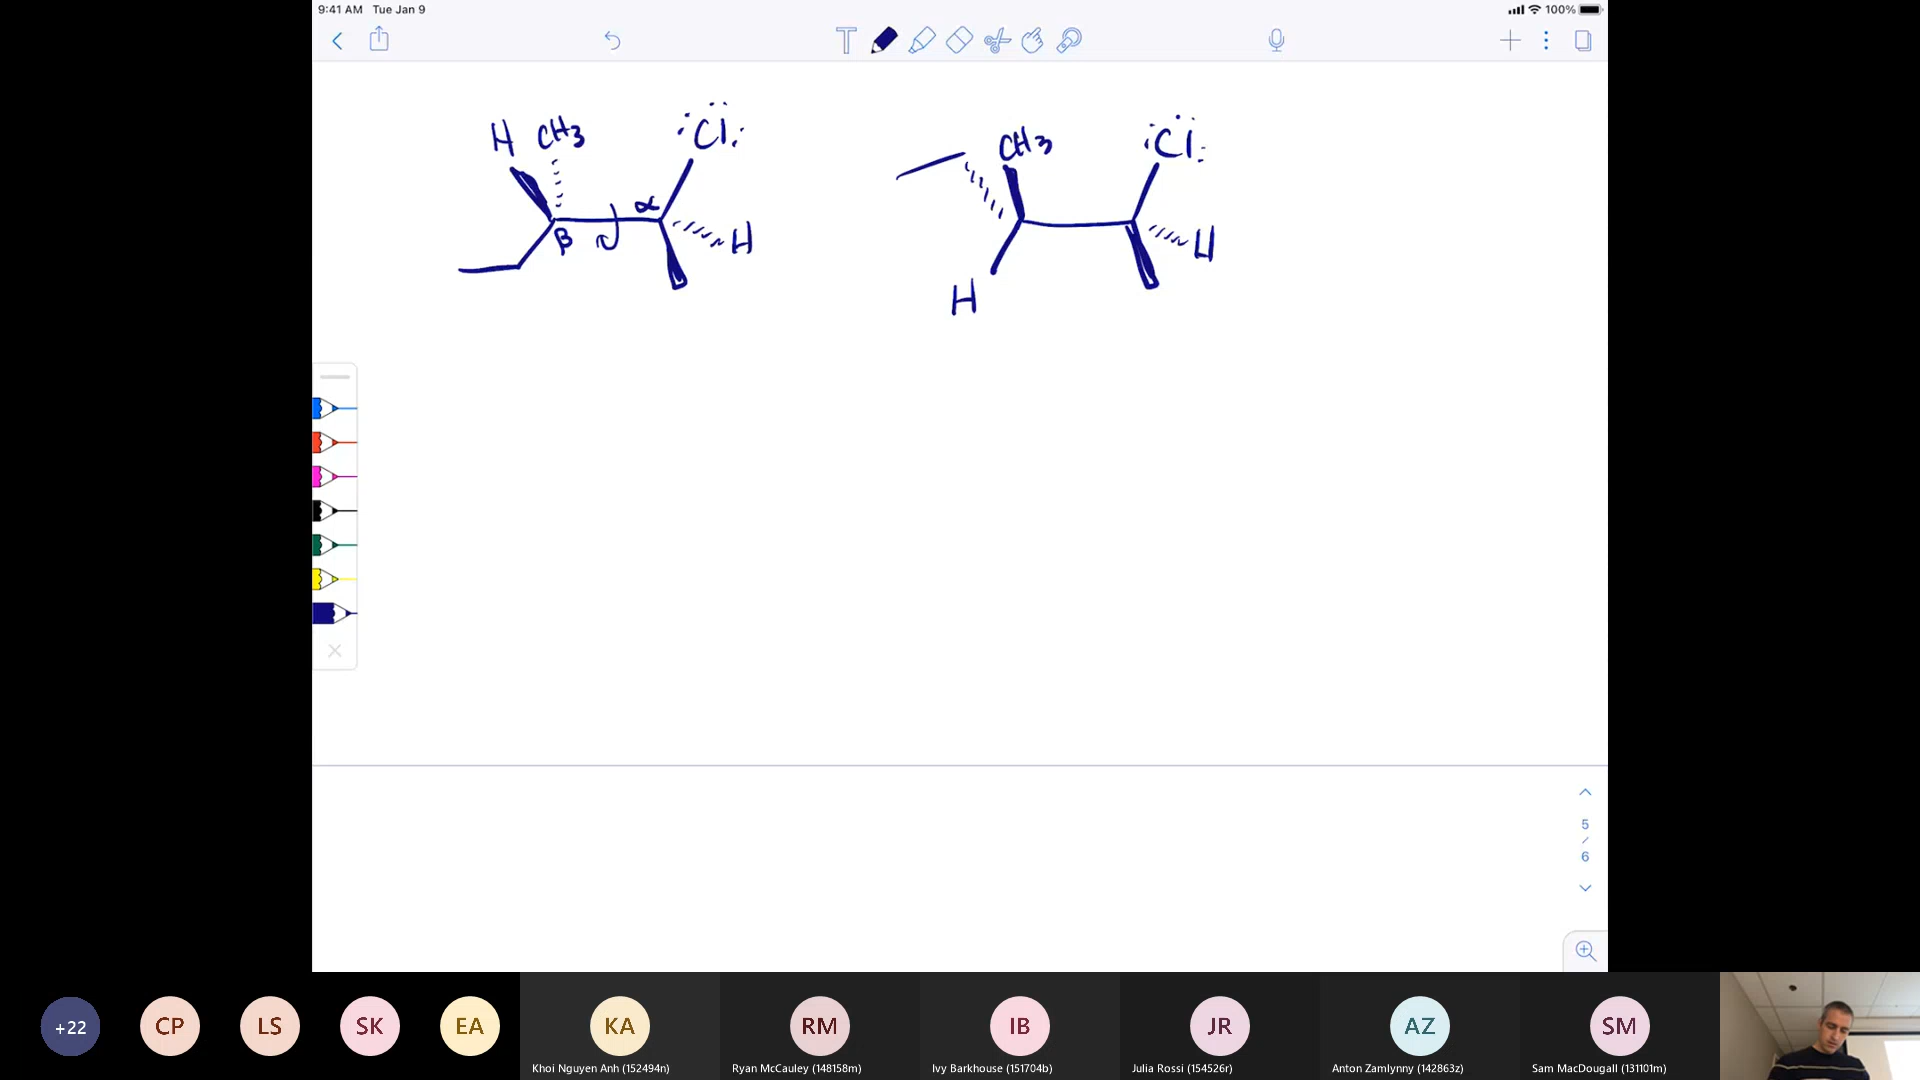 9:41 AM Tue Jan 9
100%
T
H CH3
:Cl:
CH3
:Cl:
α
β
H
H
H
5
/
6
+22
CP
LS
SK
EA
KA
RM
IB
JR
AZ
SM
Khoi Nguyen Anh (152494n)
Ryan McCauley (148158m)
Ivy Barkhouse (151704b)
Julia Rossi (154526r)
Anton Zamlynny (142863z)
Sam MacDougall (131101m)